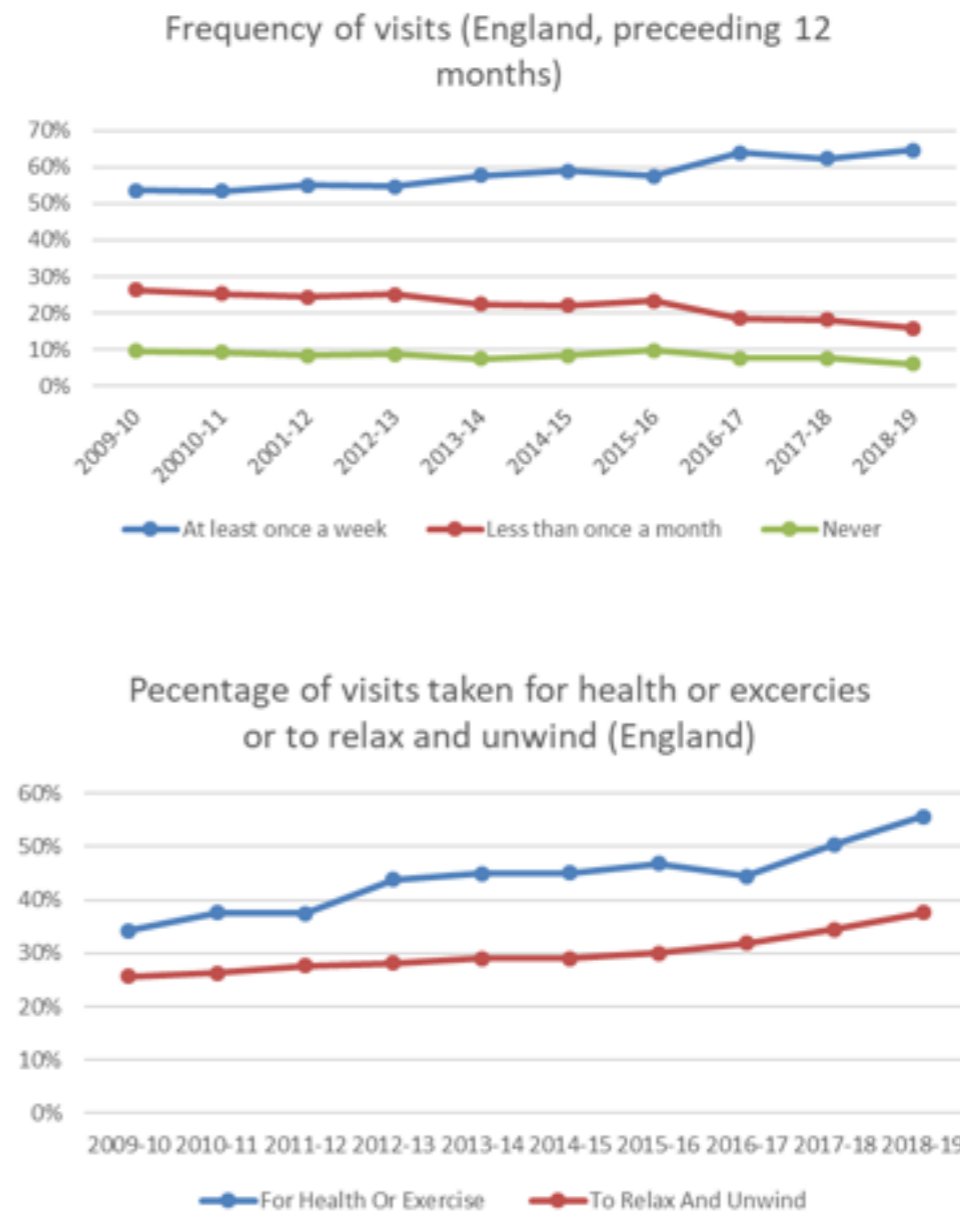 Frequency of visits (England, preceeding 12
months)
70%
60%
50%
40%
30%
20%
10%
0%
2009-10
20010-11
2001-12
2012-13
2013-14
2014-15
2015-16
2016-17
2017-18
2018-19
At least once a week
Less than once a month
Never
Pecentage of visits taken for health or excercies
or to relax and unwind (England)
60%
50%
40%
30%
20%
10%
0%
2009-10 2010-11 2011-12 2012-13 2013-14 2014-15 2015-16 2016-17 2017-18 2018-19
For Health Or Exercise
To Relax And Unwind